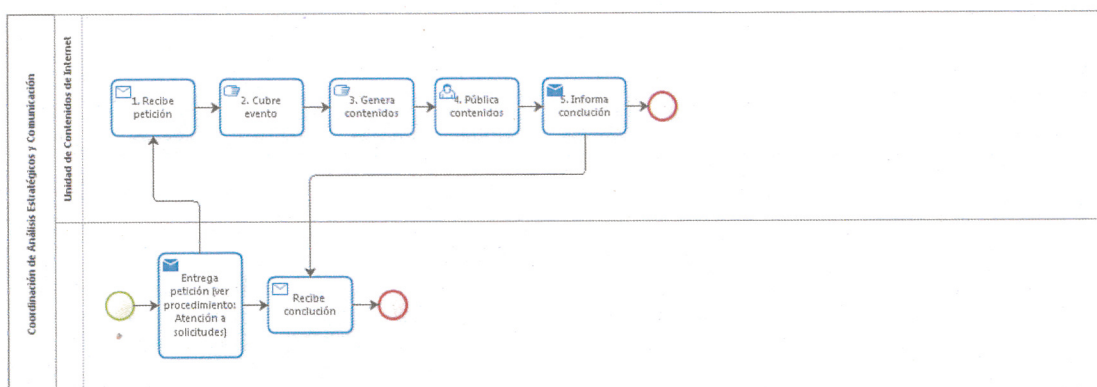 Coordinación de Análisis Estratégicos y Comunicación
Unidad de Contenidos de Internet
1. Recibe
petición
2. Cubre
evento
3. Genera
contenidos
4. Pública
contenidos
5. Informa
conclución
Entrega
petición (ver
procedimiento:
Atención a
solicitudes)
Recibe
conclución